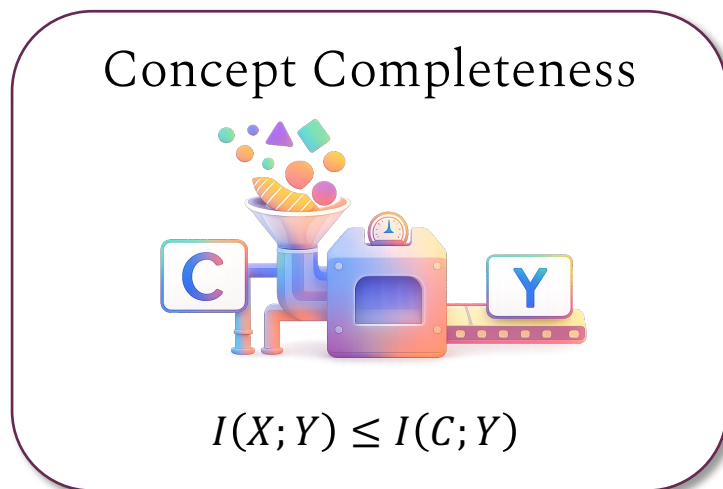 Concept Completeness
C
Y
I(X; Y) ≤ I(C; Y)